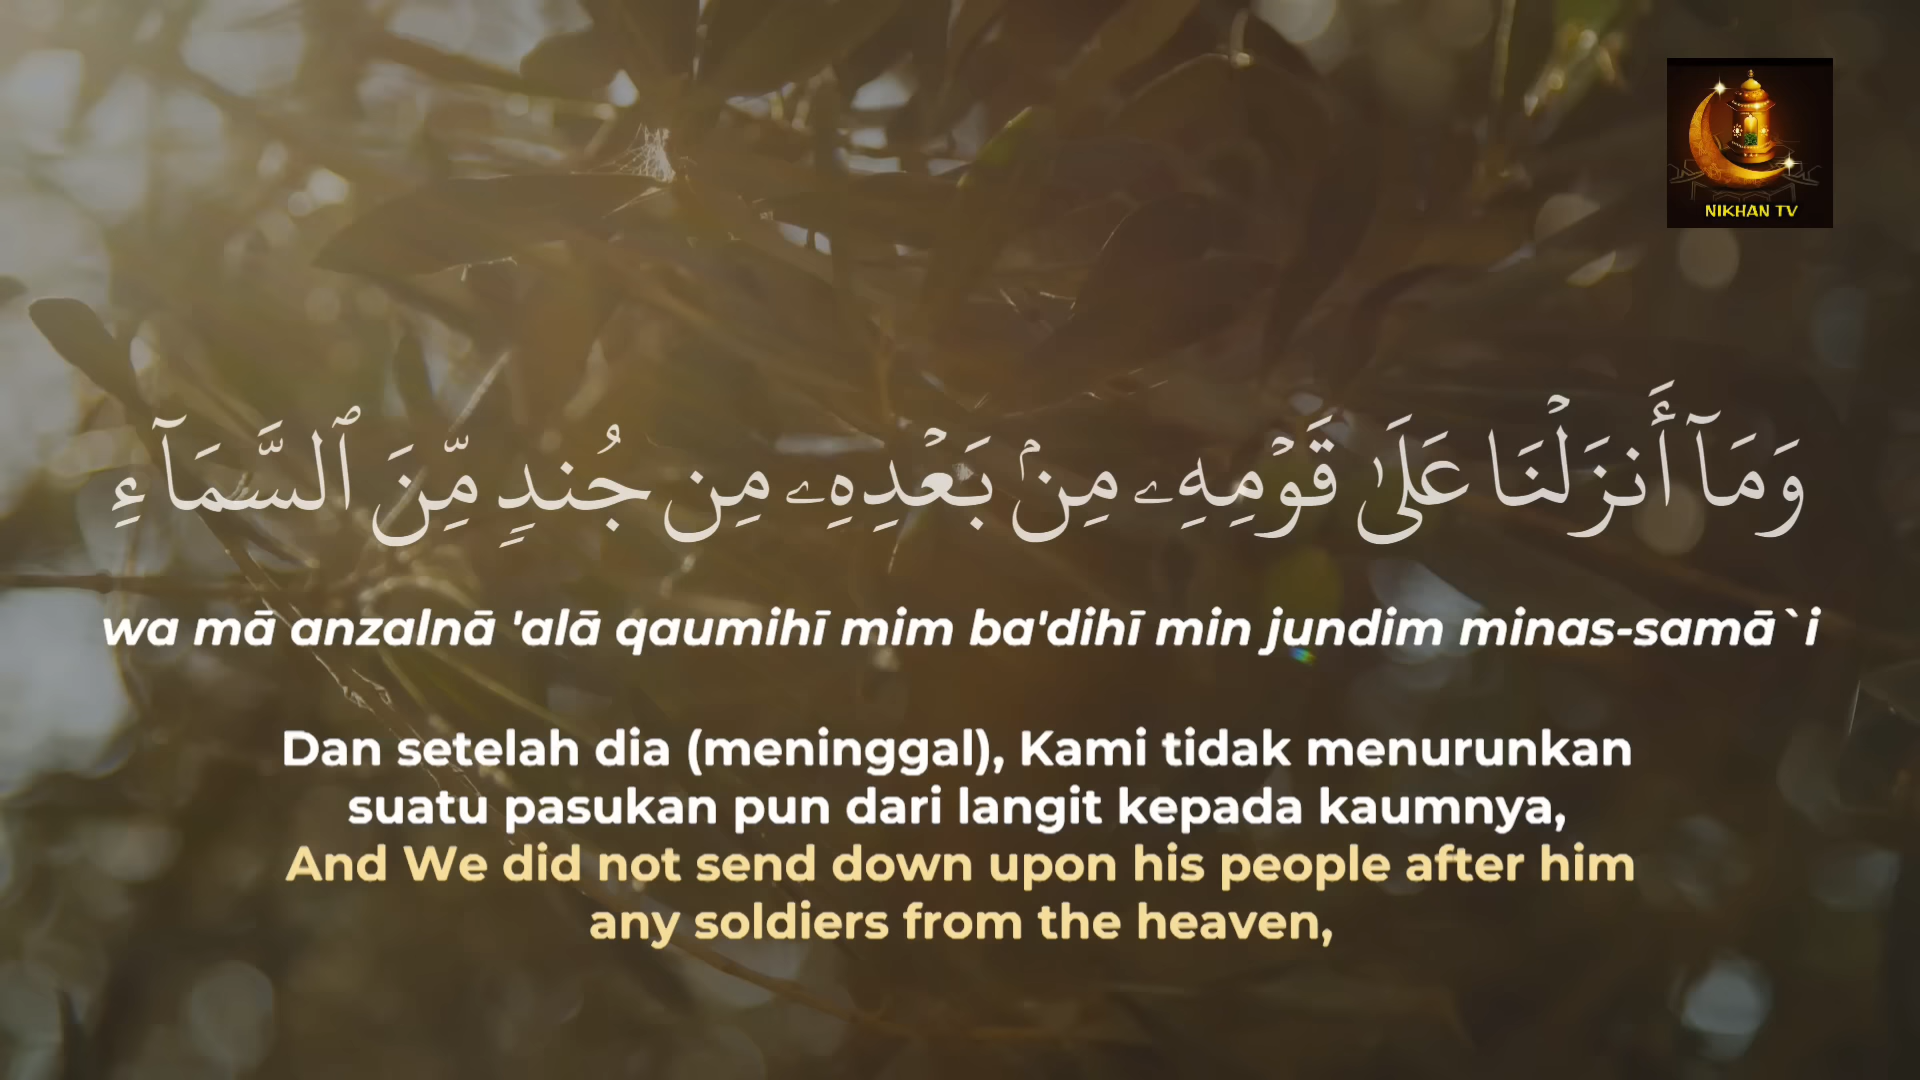 NIKHAN TV
وَمَآ أَنزَلْنَا عَلَىٰ قَوْمِهِۦ مِنۢ بَعْدِهِۦ مِن جُندٍ مِّنَ ٱلسَّمَآءِ
wa mā anzalnā 'alā qaumihī mim ba'dihī min jundim minas-samā`i
Dan setelah dia (meninggal), Kami tidak menurunkan
suatu pasukan pun dari langit kepada kaumnya,
And We did not send down upon his people after him
any soldiers from the heaven,